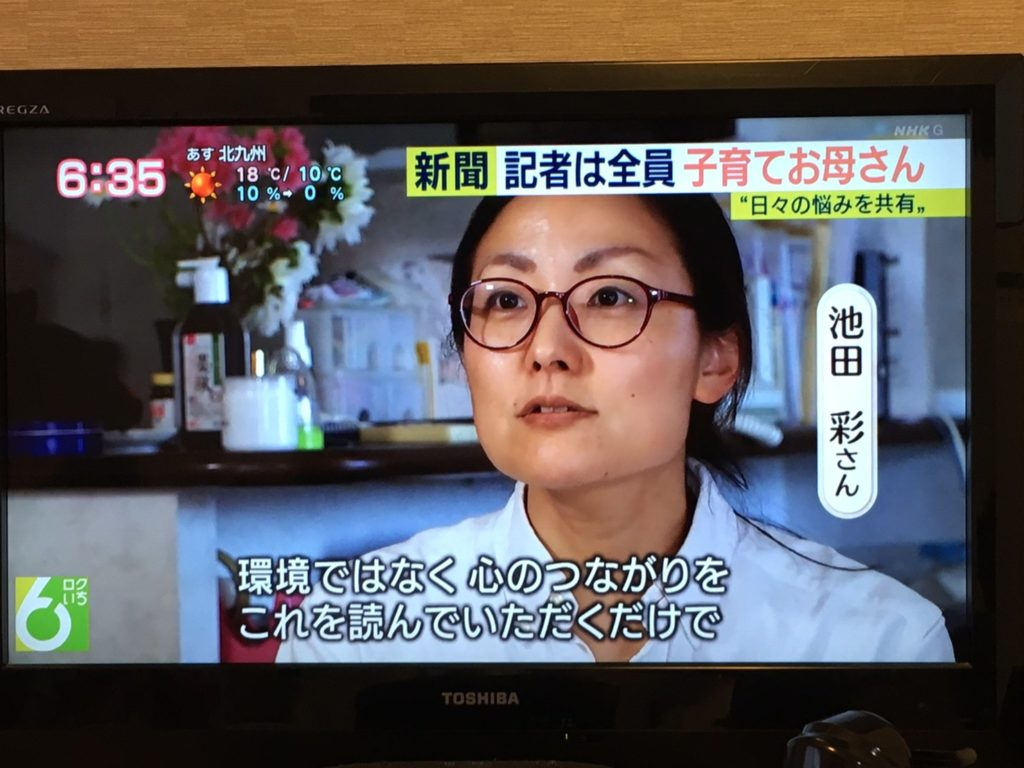 REGZA
NHK G
6:35
あす 北九州
18 ℃/ 10 ℃
10 %→ 0 %
新聞 記者は全員 子育てお母さん
“日々の悩みを共有„
池田 彩さん
環境ではなく 心のつながりを
これを読んでいただくだけで
6 ロクいち
TOSHIBA